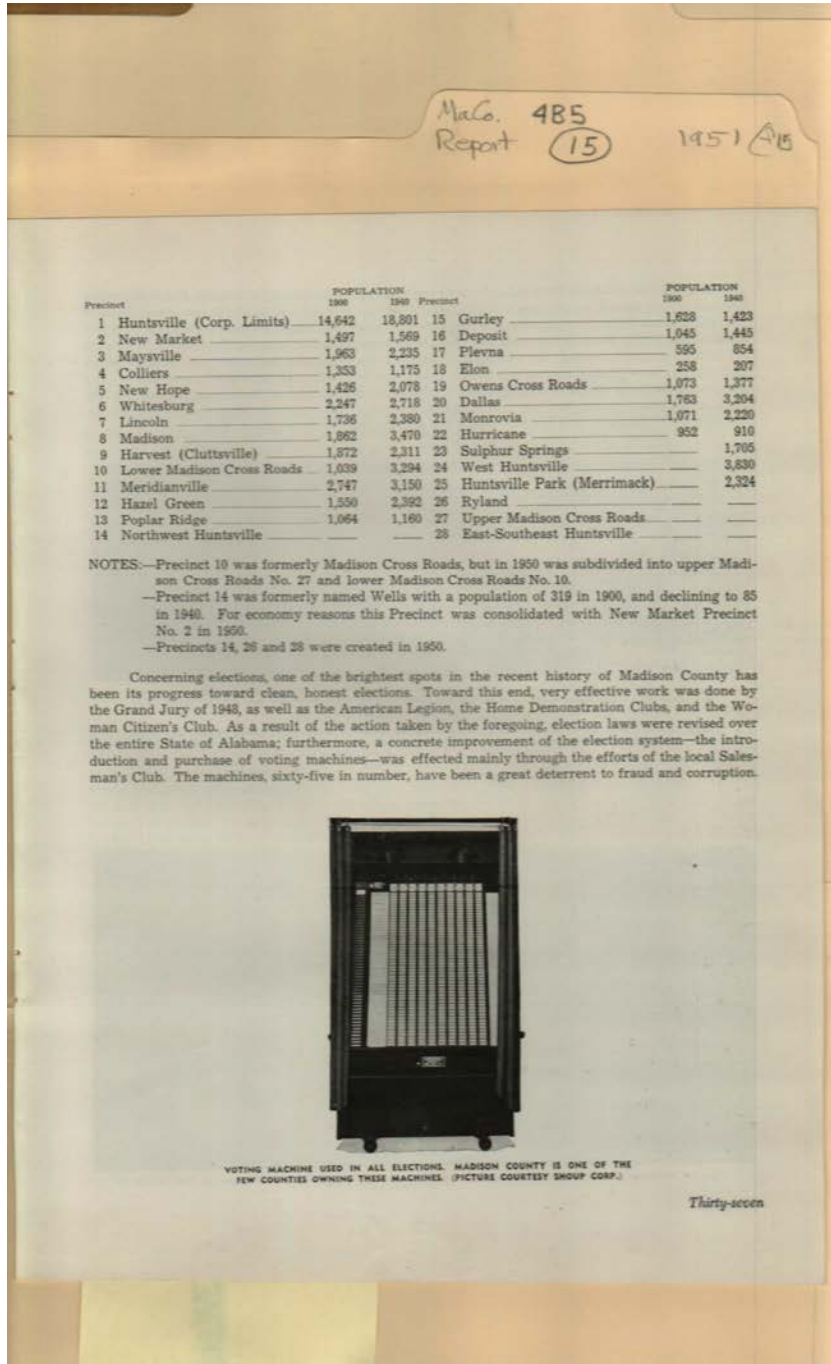 MaCo. 4B5
Report (15) 1951
POPULATION POPULATION
Precinct 1900 1940 Precinct 1900 1940
1 Huntsville (Corp. Limits) 14,642 18,801 15 Gurley 1,628 1,423
2 New Market 1,497 1,569 16 Deposit 1,045 1,445
3 Maysville 1,963 2,235 17 Plevna 595 854
4 Colliers 1,353 1,175 18 Elon 258 207
5 New Hope 1,426 2,078 19 Owens Cross Roads 1,073 1,377
6 Whitesburg 2,247 2,718 20 Dallas 1,763 3,204
7 Lincoln 1,736 2,380 21 Monrovia 1,071 2,220
8 Madison 1,862 3,470 22 Hurricane 952 910
9 Harvest (Cluttsville) 1,872 2,311 23 Sulphur Springs 1,705
10 Lower Madison Cross Roads 1,039 3,294 24 West Huntsville 3,830
11 Meridianville 2,747 3,150 25 Huntsville Park (Merrimack) 2,324
12 Hazel Green 1,550 2,392 26 Ryland
13 Poplar Ridge 1,064 1,160 27 Upper Madison Cross Roads
14 Northwest Huntsville 28 East-Southeast Huntsville
NOTES:—Precinct 10 was formerly Madison Cross Roads, but in 1950 was subdivided into upper Madi-
son Cross Roads No. 27 and lower Madison Cross Roads No. 10.
—Precinct 14 was formerly named Wells with a population of 319 in 1900, and declining to 85
in 1940. For economy reasons this Precinct was consolidated with New Market Precinct
No. 2 in 1950.
—Precincts 14, 26 and 28 were created in 1950.
Concerning elections, one of the brightest spots in the recent history of Madison County has
been its progress toward clean, honest elections. Toward this end, very effective work was done by
the Grand Jury of 1948, as well as the American Legion, the Home Demonstration Clubs, and the Wo-
man Citizen's Club. As a result of the action taken by the foregoing, election laws were revised over
the entire State of Alabama; furthermore, a concrete improvement of the election system—the intro-
duction and purchase of voting machines—was effected mainly through the efforts of the local Sales-
man's Club. The machines, sixty-five in number, have been a great deterrent to fraud and corruption.
VOTING MACHINE USED IN ALL ELECTIONS. MADISON COUNTY IS ONE OF THE
FEW COUNTIES OWNING THESE MACHINES. (PICTURE COURTESY SHOUP CORP.)
Thirty-seven